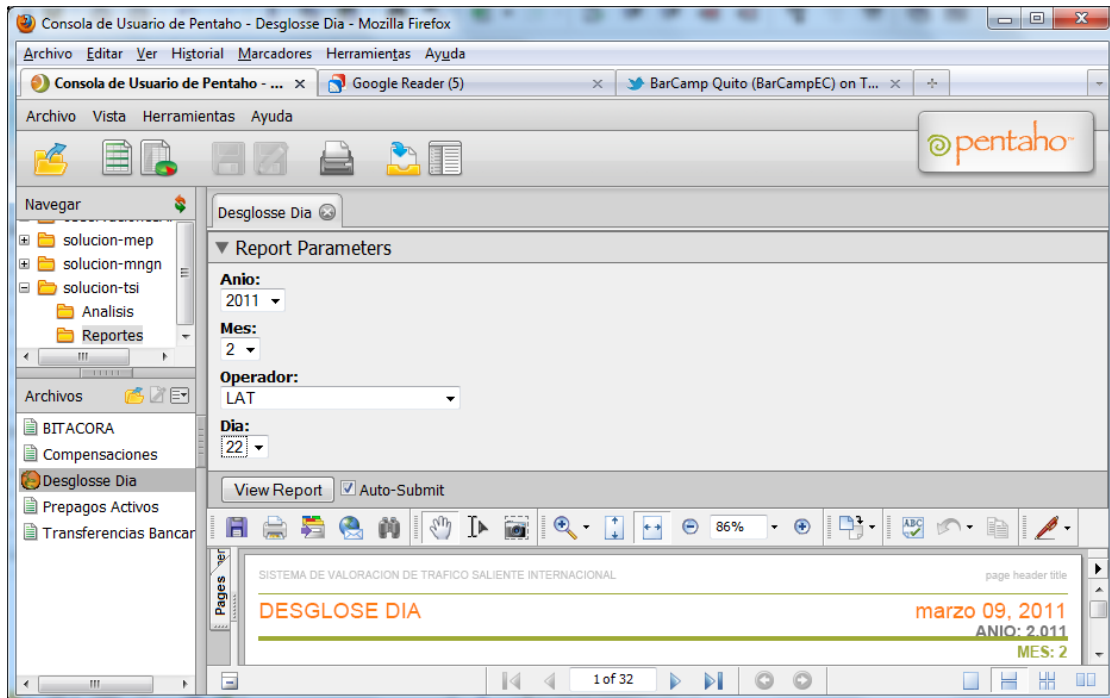 Consola de Usuario de Pentaho - Desglosse Dia - Mozilla Firefox
Archivo Editar Ver Historial Marcadores Herramientas Ayuda
Consola de Usuario de Pentaho - ...
Google Reader (5)
BarCamp Quito (BarCampEC) on T...
Archivo Vista Herramientas Ayuda
pentaho
Navegar
solucion-mep
solucion-mngn
solucion-tsi
Analisis
Reportes
Archivos
BITACORA
Compensaciones
Desglosse Dia
Prepagos Activos
Transferencias Bancar
Desglosse Dia
Report Parameters
Anio:
2011
Mes:
2
Operador:
LAT
Dia:
22
View Report Auto-Submit
86%
ABC
Pages
SISTEMA DE VALORACION DE TRAFICO SALIENTE INTERNACIONAL page header title
DESGLOSE DIA marzo 09, 2011
ANIO: 2.011
MES: 2
1 of 32